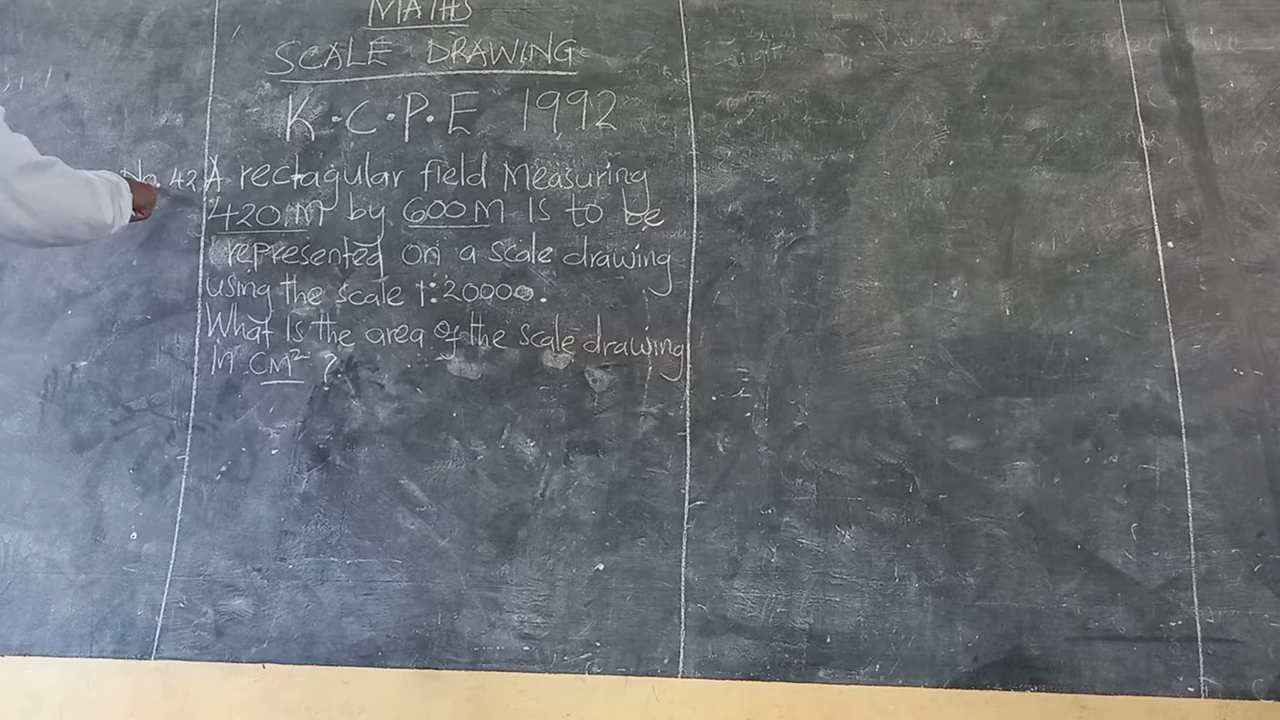 MATHS
SCALE DRAWING
K.C.P.E 1992
No 42 A rectagular field Measuring
420 M by 600 M Is to be
represented on a scale drawing
using the scale 1:20000.
What Is the area of the scale drawing
In CM² ?